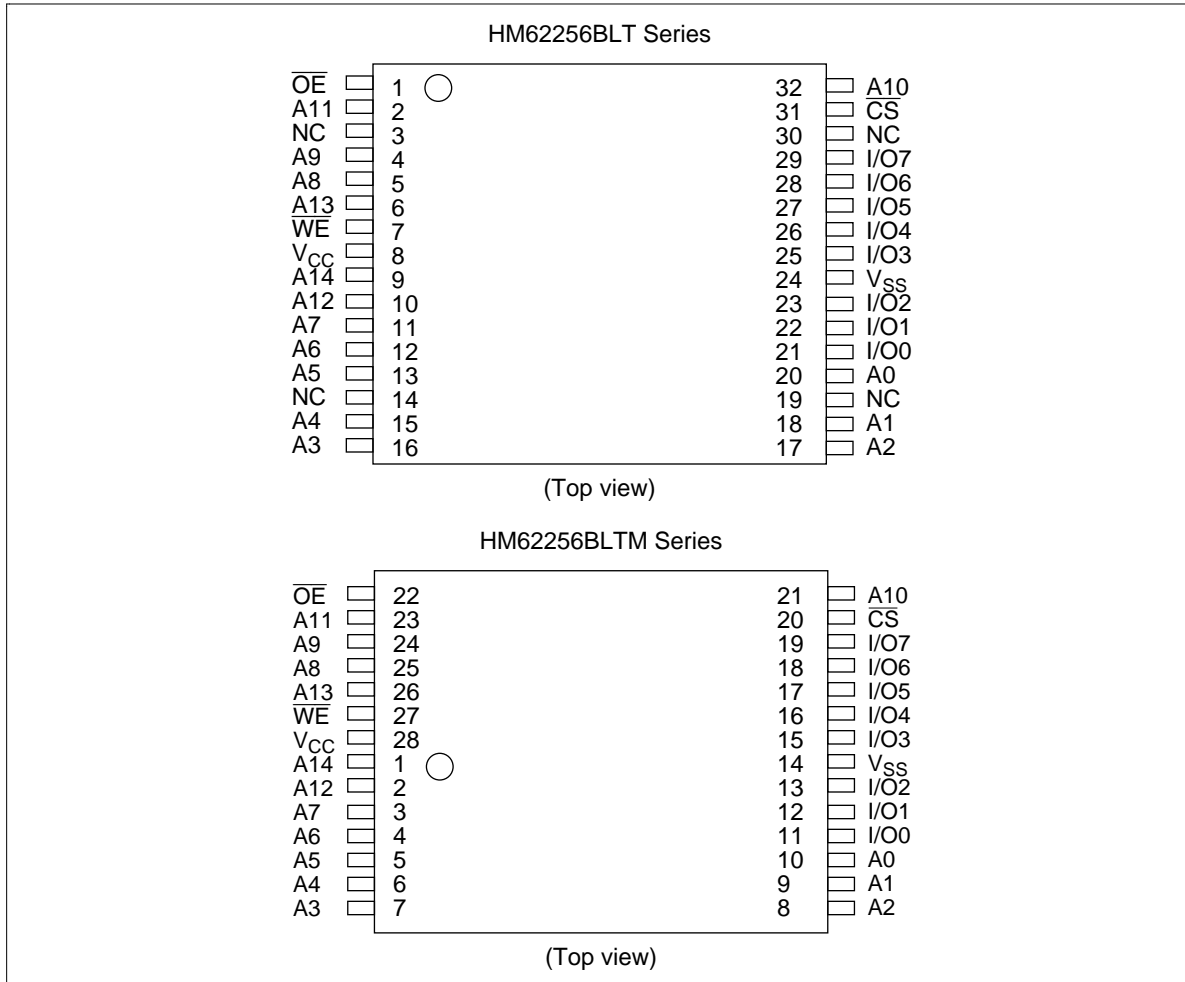 HM62256BLT Series
O̅E̅ 1 32 A10
A11 2 31 C̅S̅
NC 3 30 NC
A9 4 29 I/O7
A8 5 28 I/O6
A13 6 27 I/O5
W̅E̅ 7 26 I/O4
VCC 8 25 I/O3
A14 9 24 VSS
A12 10 23 I/O2
A7 11 22 I/O1
A6 12 21 I/O0
A5 13 20 A0
NC 14 19 NC
A4 15 18 A1
A3 16 17 A2
(Top view)
HM62256BLTM Series
O̅E̅ 22 21 A10
A11 23 20 C̅S̅
A9 24 19 I/O7
A8 25 18 I/O6
A13 26 17 I/O5
W̅E̅ 27 16 I/O4
VCC 28 15 I/O3
A14 1 14 VSS
A12 2 13 I/O2
A7 3 12 I/O1
A6 4 11 I/O0
A5 5 10 A0
A4 6 9 A1
A3 7 8 A2
(Top view)